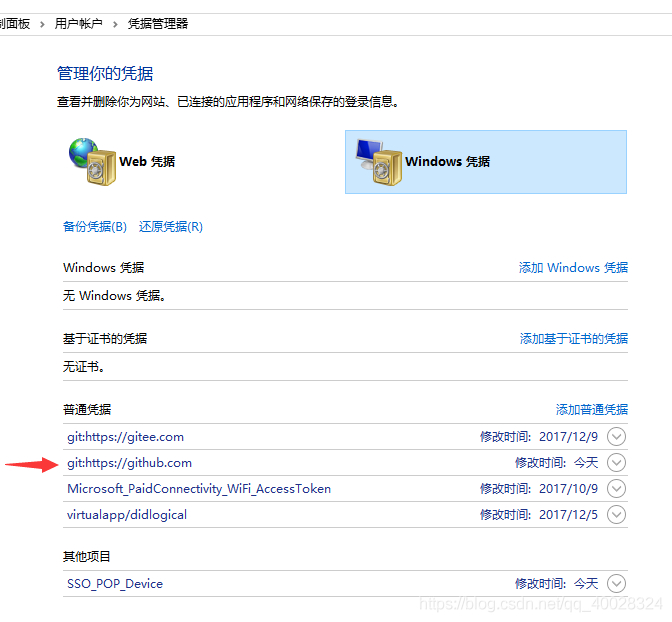 制面板 › 用户帐户 › 凭据管理器
管理你的凭据
查看并删除你为网站、已连接的应用程序和网络保存的登录信息。
Web 凭据 Windows 凭据
备份凭据(B) 还原凭据(R)
Windows 凭据 添加 Windows 凭据
无 Windows 凭据。
基于证书的凭据 添加基于证书的凭据
无证书。
普通凭据 添加普通凭据
git:https://gitee.com 修改时间: 2017/12/9
git:https://github.com 修改时间: 今天
Microsoft_PaidConnectivity_WiFi_AccessToken 修改时间: 2017/10/9
virtualapp/didlogical 修改时间: 2017/12/5
其他项目
SSO_POP_Device 修改时间: 今天
https://blog.csdn.net/qq_40028324